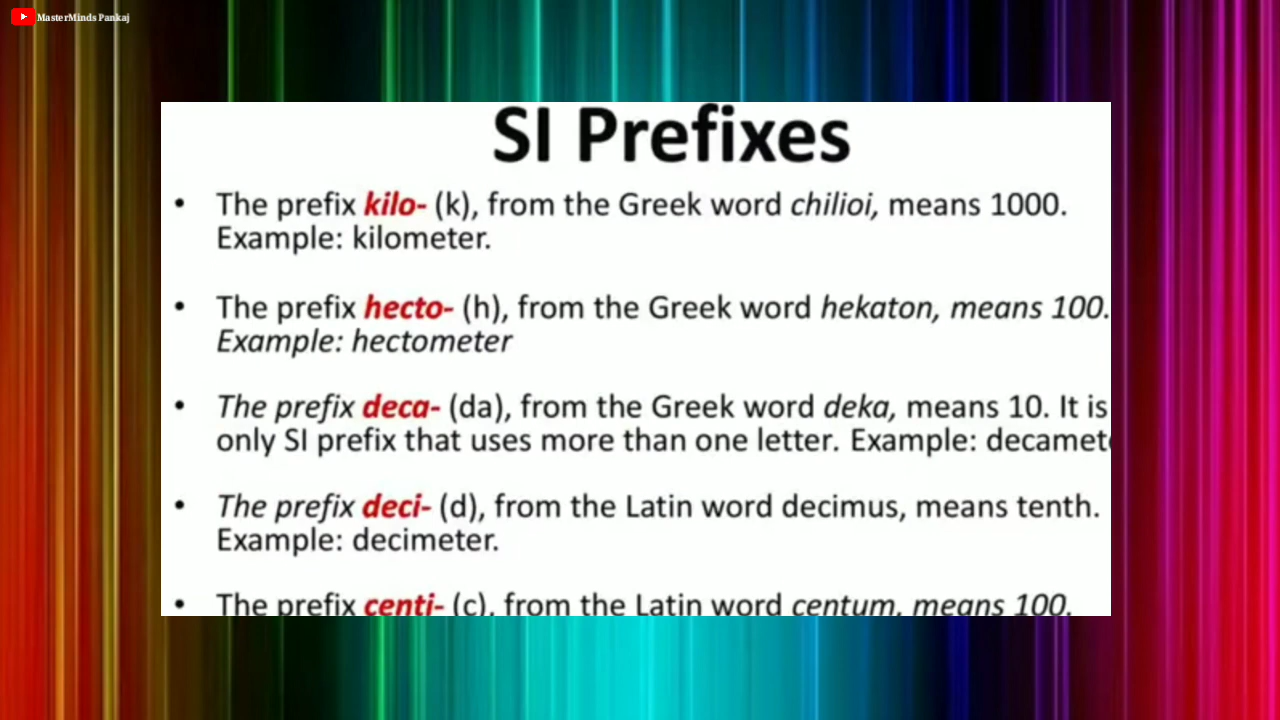 MasterMinds Pankaj
SI Prefixes
• The prefix kilo- (k), from the Greek word chilioi, means 1000.
Example: kilometer.
• The prefix hecto- (h), from the Greek word hekaton, means 100.
Example: hectometer
• The prefix deca- (da), from the Greek word deka, means 10. It is
only SI prefix that uses more than one letter. Example: decamet
• The prefix deci- (d), from the Latin word decimus, means tenth.
Example: decimeter.
• The prefix centi- (c), from the Latin word centum, means 100.